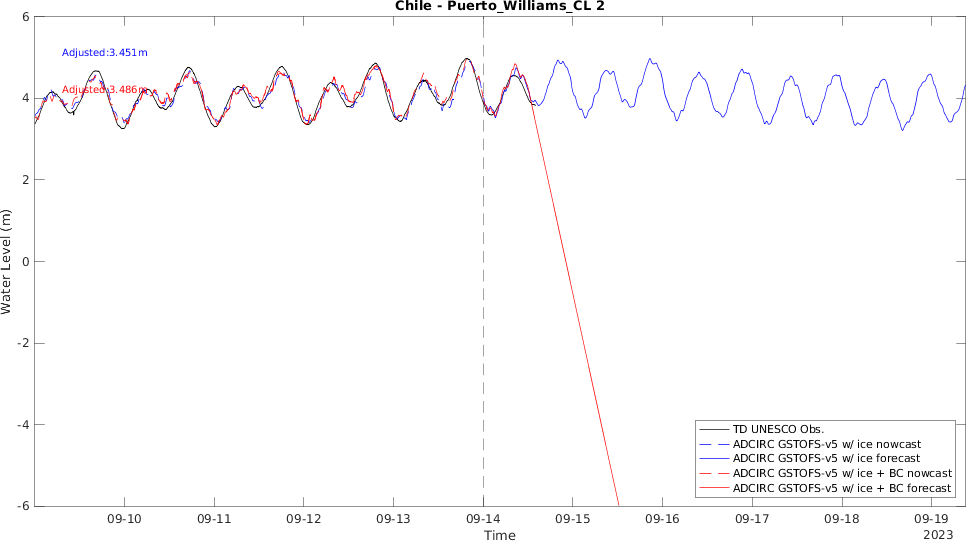 Chile - Puerto_Williams_CL 2
Adjusted:3.451m
Adjusted:3.486m
Water Level (m)
6
4
2
0
-2
-4
-6
TD UNESCO Obs.
ADCIRC GSTOFS-v5 w/ ice nowcast
ADCIRC GSTOFS-v5 w/ ice forecast
ADCIRC GSTOFS-v5 w/ ice + BC nowcast
ADCIRC GSTOFS-v5 w/ ice + BC forecast
09-10 09-11 09-12 09-13 09-14 09-15 09-16 09-17 09-18 09-19
2023
Time